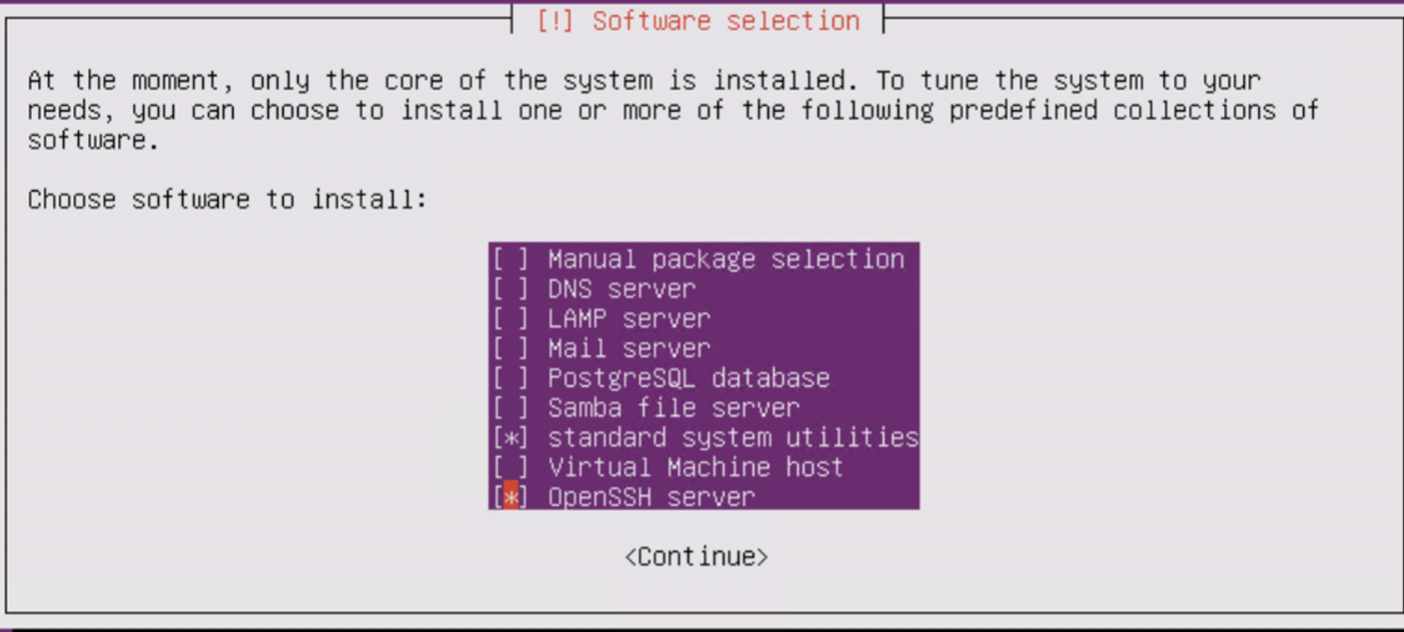 [!] Software selection
At the moment, only the core of the system is installed. To tune the system to your
needs, you can choose to install one or more of the following predefined collections of
software.
Choose software to install:
[ ] Manual package selection
[ ] DNS server
[ ] LAMP server
[ ] Mail server
[ ] PostgreSQL database
[ ] Samba file server
[*] standard system utilities
[ ] Virtual Machine host
[*] OpenSSH server
<Continue>